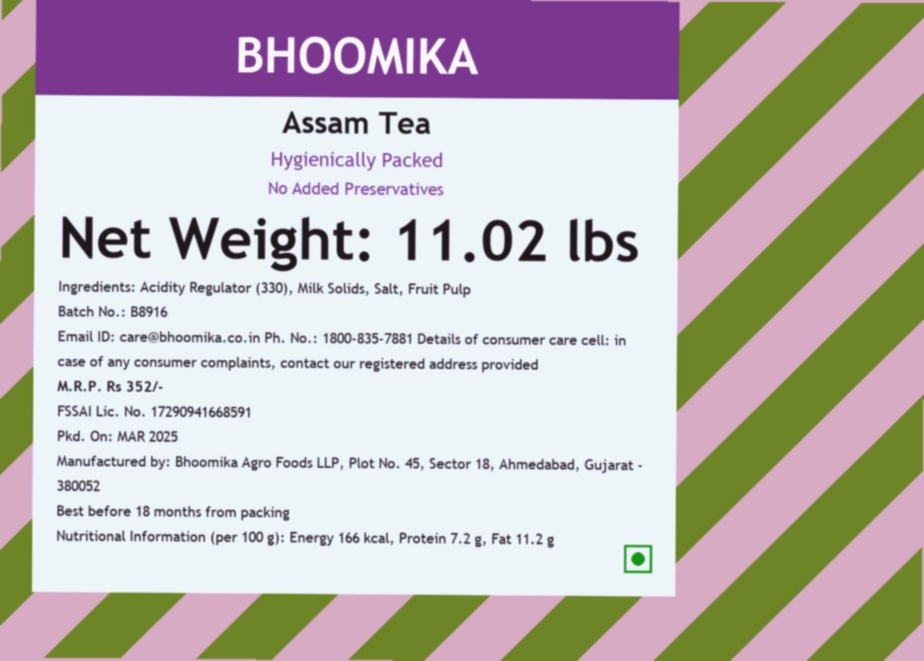 BHOOMIKA
Assam Tea
Hygienically Packed
No Added Preservatives
Net Weight: 11.02 lbs
Ingredients: Acidity Regulator (330), Milk Solids, Salt, Fruit Pulp
Batch No.: B8916
Email ID: care@bhoomika.co.in Ph. No.: 1800-835-7881 Details of consumer care cell: in
case of any consumer complaints, contact our registered address provided
M.R.P. Rs 352/-
FSSAI Lic. No. 17290941668591
Pkd. On: MAR 2025
Manufactured by: Bhoomika Agro Foods LLP, Plot No. 45, Sector 18, Ahmedabad, Gujarat -
380052
Best before 18 months from packing
Nutritional Information (per 100 g): Energy 166 kcal, Protein 7.2 g, Fat 11.2 g